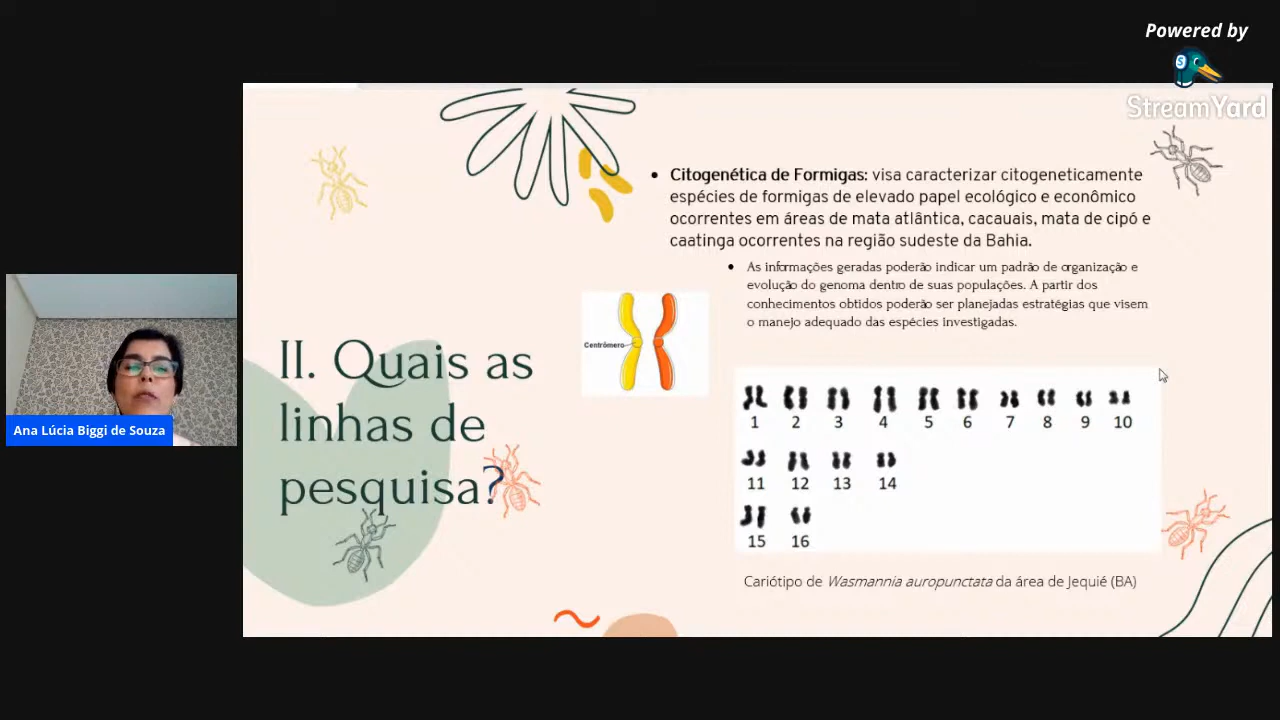 Powered by
StreamYard
Citogenética de Formigas: visa caracterizar citogeneticamente
espécies de formigas de elevado papel ecológico e econômico
ocorrentes em áreas de mata atlântica, cacauais, mata de cipó e
caatinga ocorrentes na região sudeste da Bahia.
As informações geradas poderão indicar um padrão de organização e
evolução do genoma dentro de suas populações. A partir dos
conhecimentos obtidos poderão ser planejadas estratégias que visem
o manejo adequado das espécies investigadas.
Centrômero
II. Quais as
linhas de
pesquisa?
1 2 3 4 5 6 7 8 9 10
11 12 13 14
15 16
Cariótipo de Wasmannia auropunctata da área de Jequié (BA)
Ana Lúcia Biggi de Souza